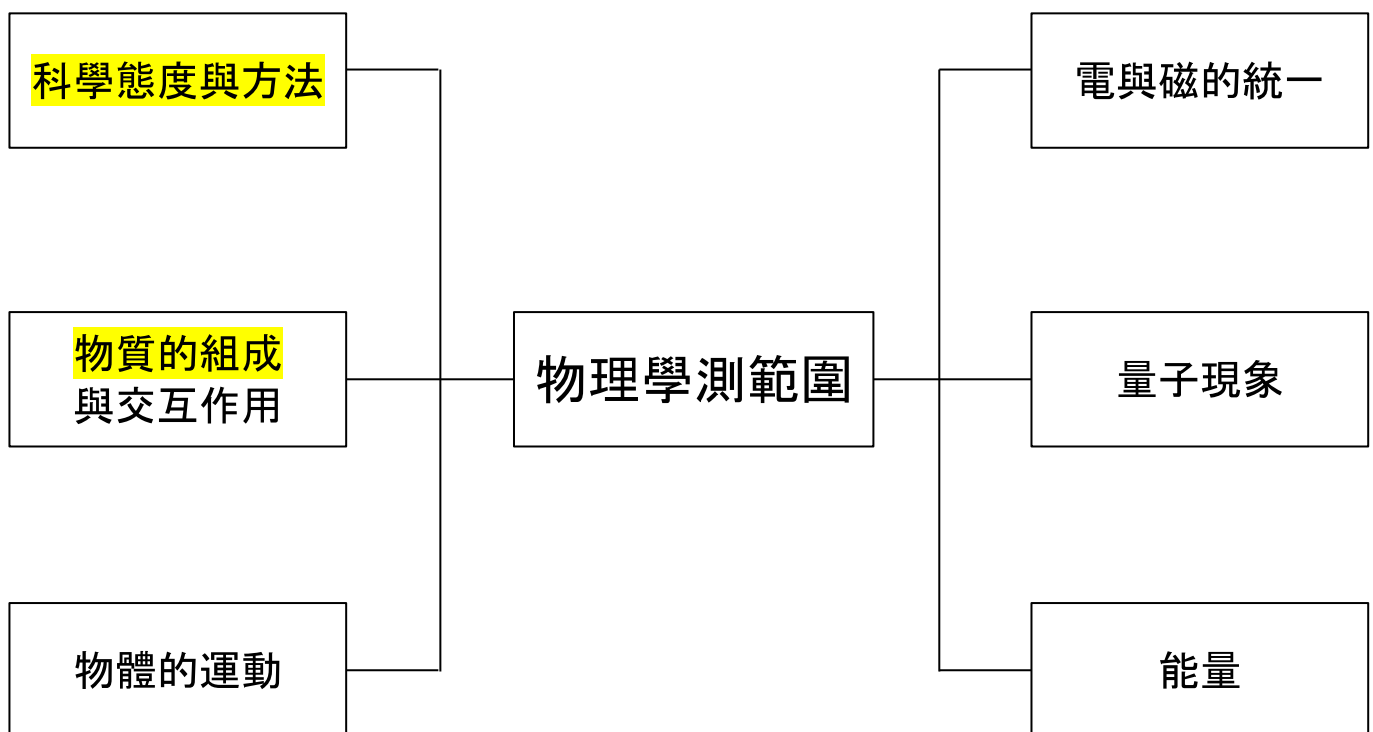 科學態度與方法
物質的組成
與交互作用
物體的運動
物理學測範圍
電與磁的統一
量子現象
能量